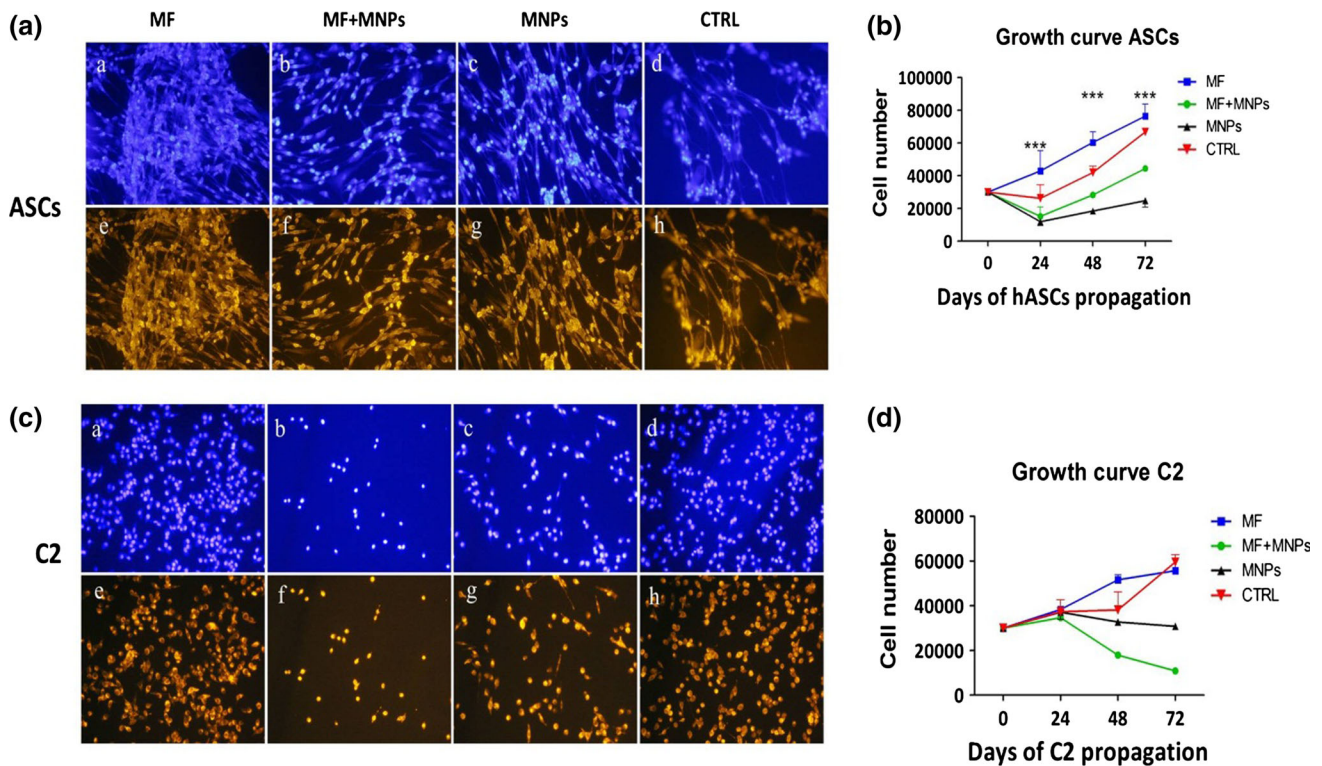 (a)
MF MF+MNPs MNPs CTRL
a b c d
ASCs
e f g h
(b)
Growth curve ASCs
100000
80000
60000
40000
20000
0
Cell number
*** *** ***
0 24 48 72
Days of hASCs propagation
MF
MF+MNPs
MNPs
CTRL
(c)
a b c d
C2
e f g h
(d)
Growth curve C2
80000
60000
40000
20000
0
Cell number
0 24 48 72
Days of C2 propagation
MF
MF+MNPs
MNPs
CTRL